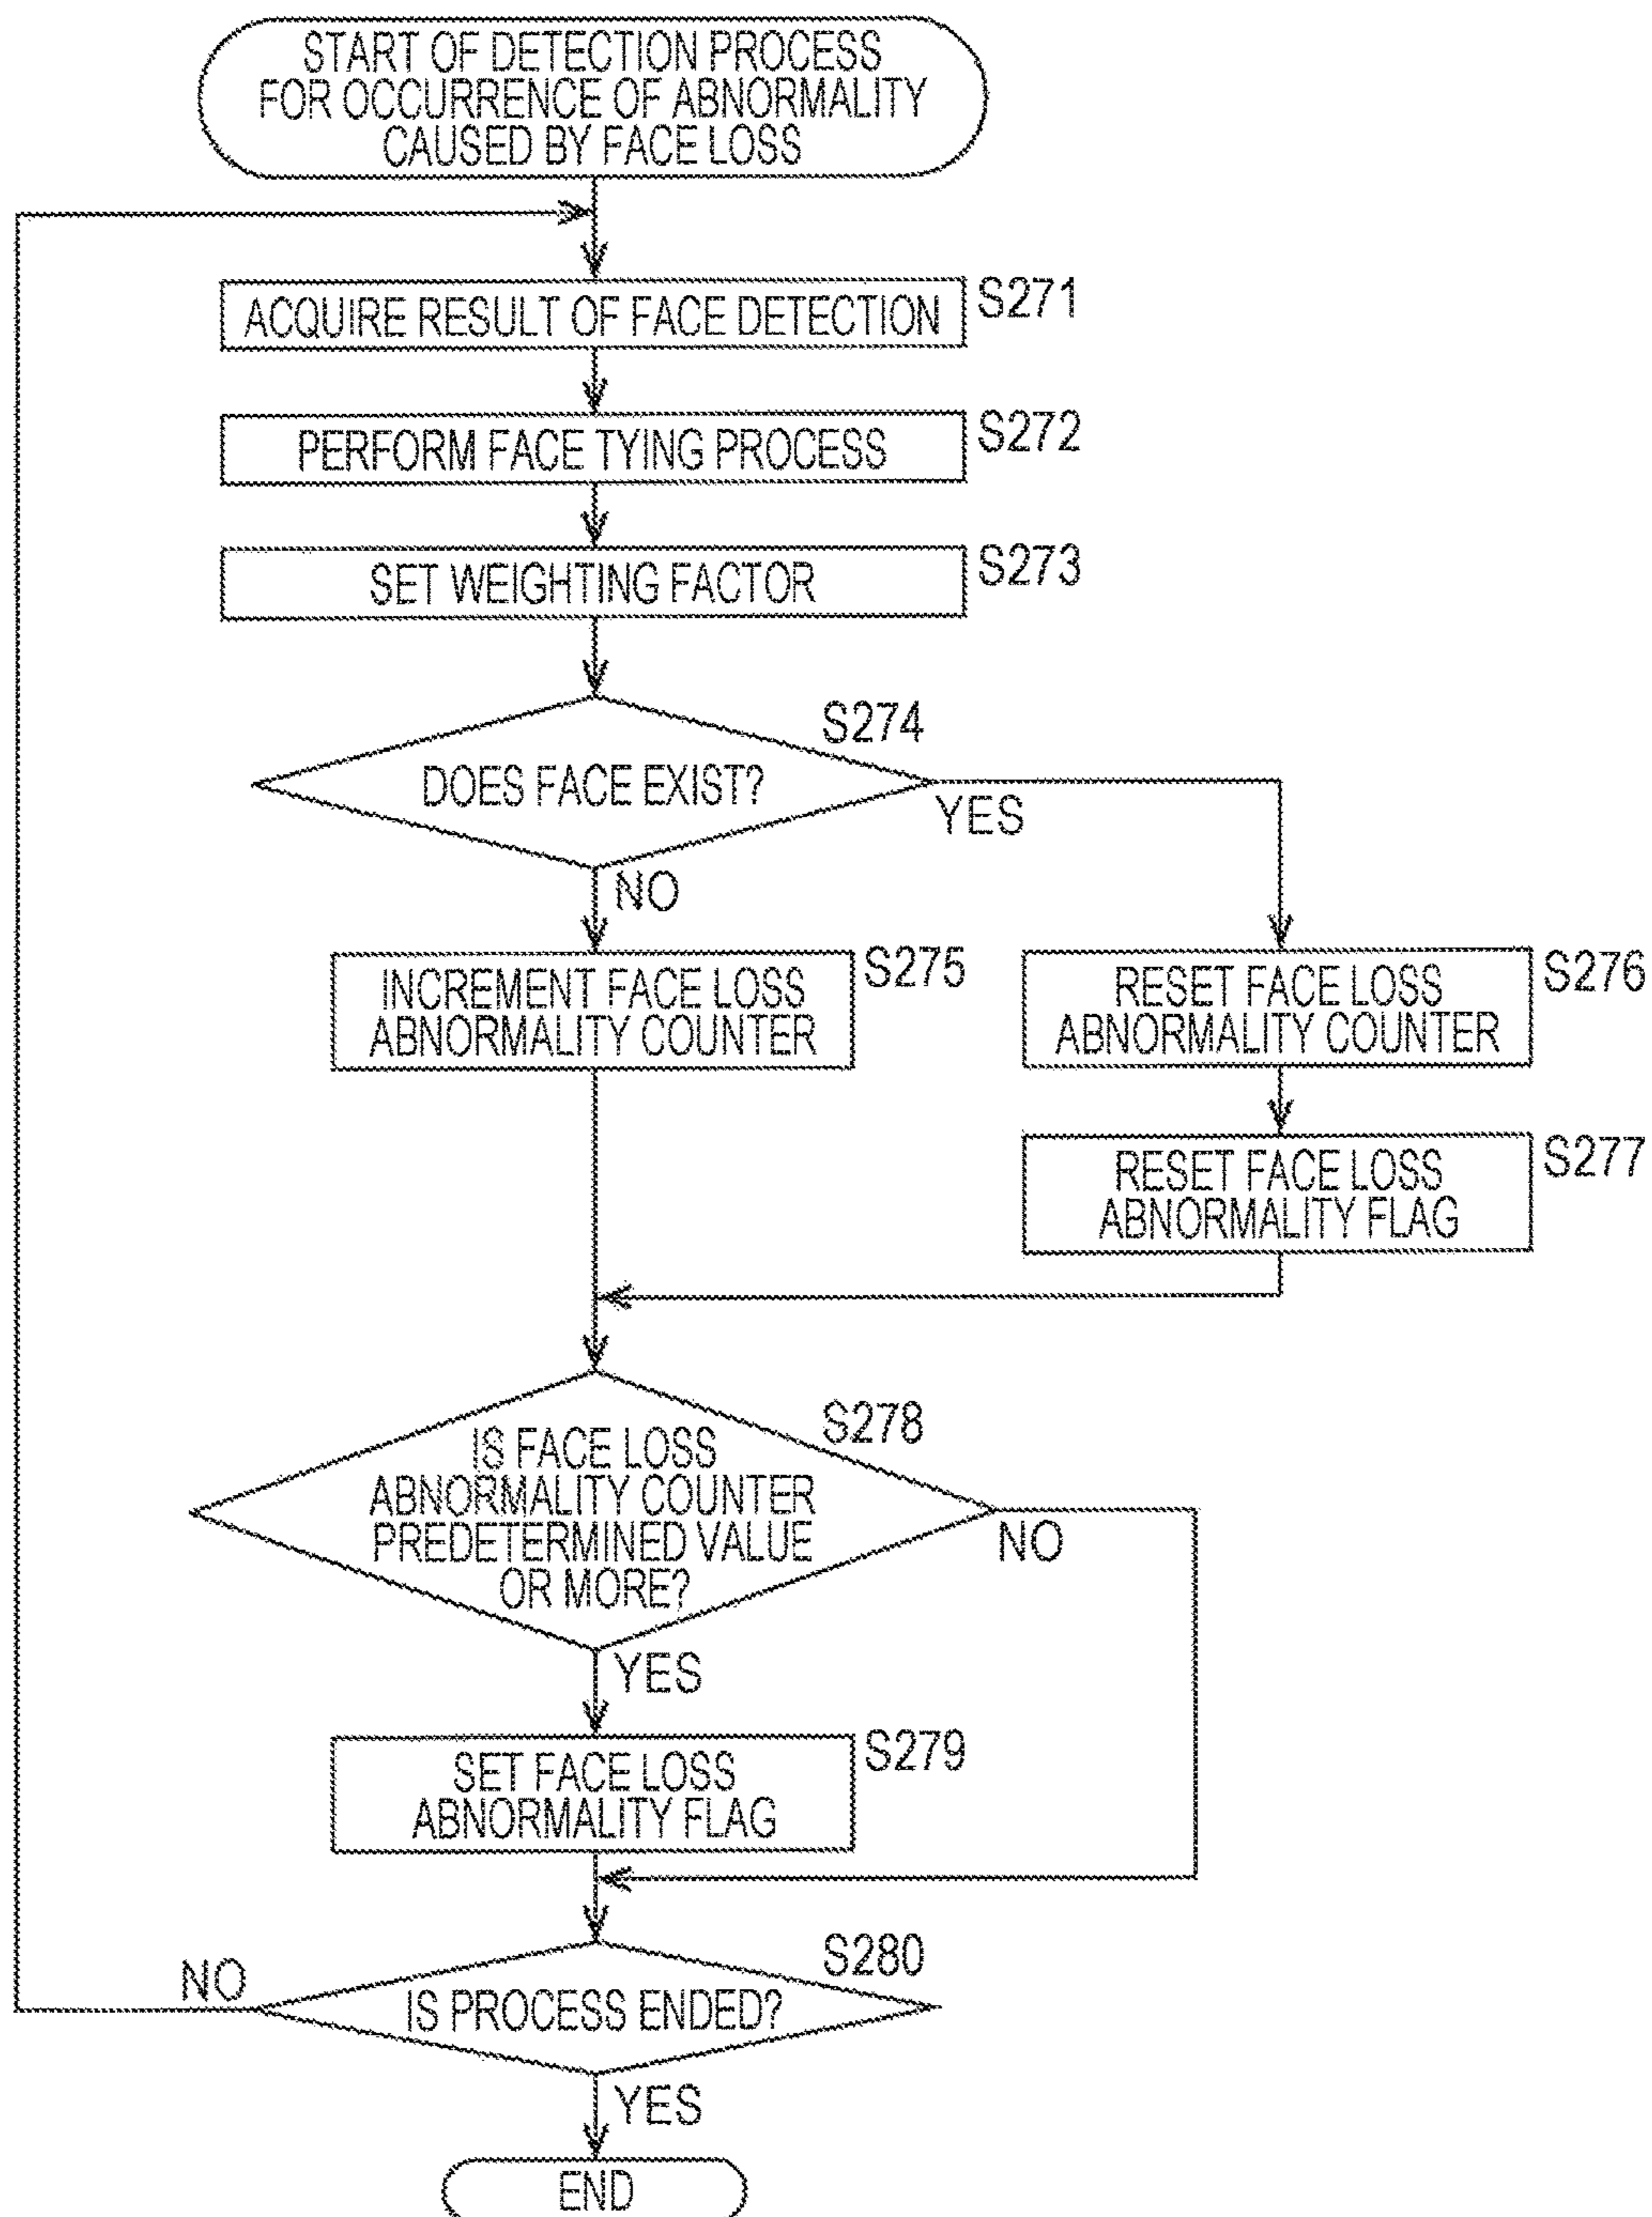 START OF DETECTION PROCESS
FOR OCCURRENCE OF ABNORMALITY
CAUSED BY FACE LOSS
ACQUIRE RESULT OF FACE DETECTION
S271
PERFORM FACE TYING PROCESS
S272
SET WEIGHTING FACTOR
S273
S274
DOES FACE EXIST?
YES
NO
INCREMENT FACE LOSS
ABNORMALITY COUNTER
S275
RESET FACE LOSS
ABNORMALITY COUNTER
S276
RESET FACE LOSS
ABNORMALITY FLAG
S277
S278
IS FACE LOSS
ABNORMALITY COUNTER
PREDETERMINED VALUE
OR MORE?
NO
YES
SET FACE LOSS
ABNORMALITY FLAG
S279
S280
NO
IS PROCESS ENDED?
YES
END